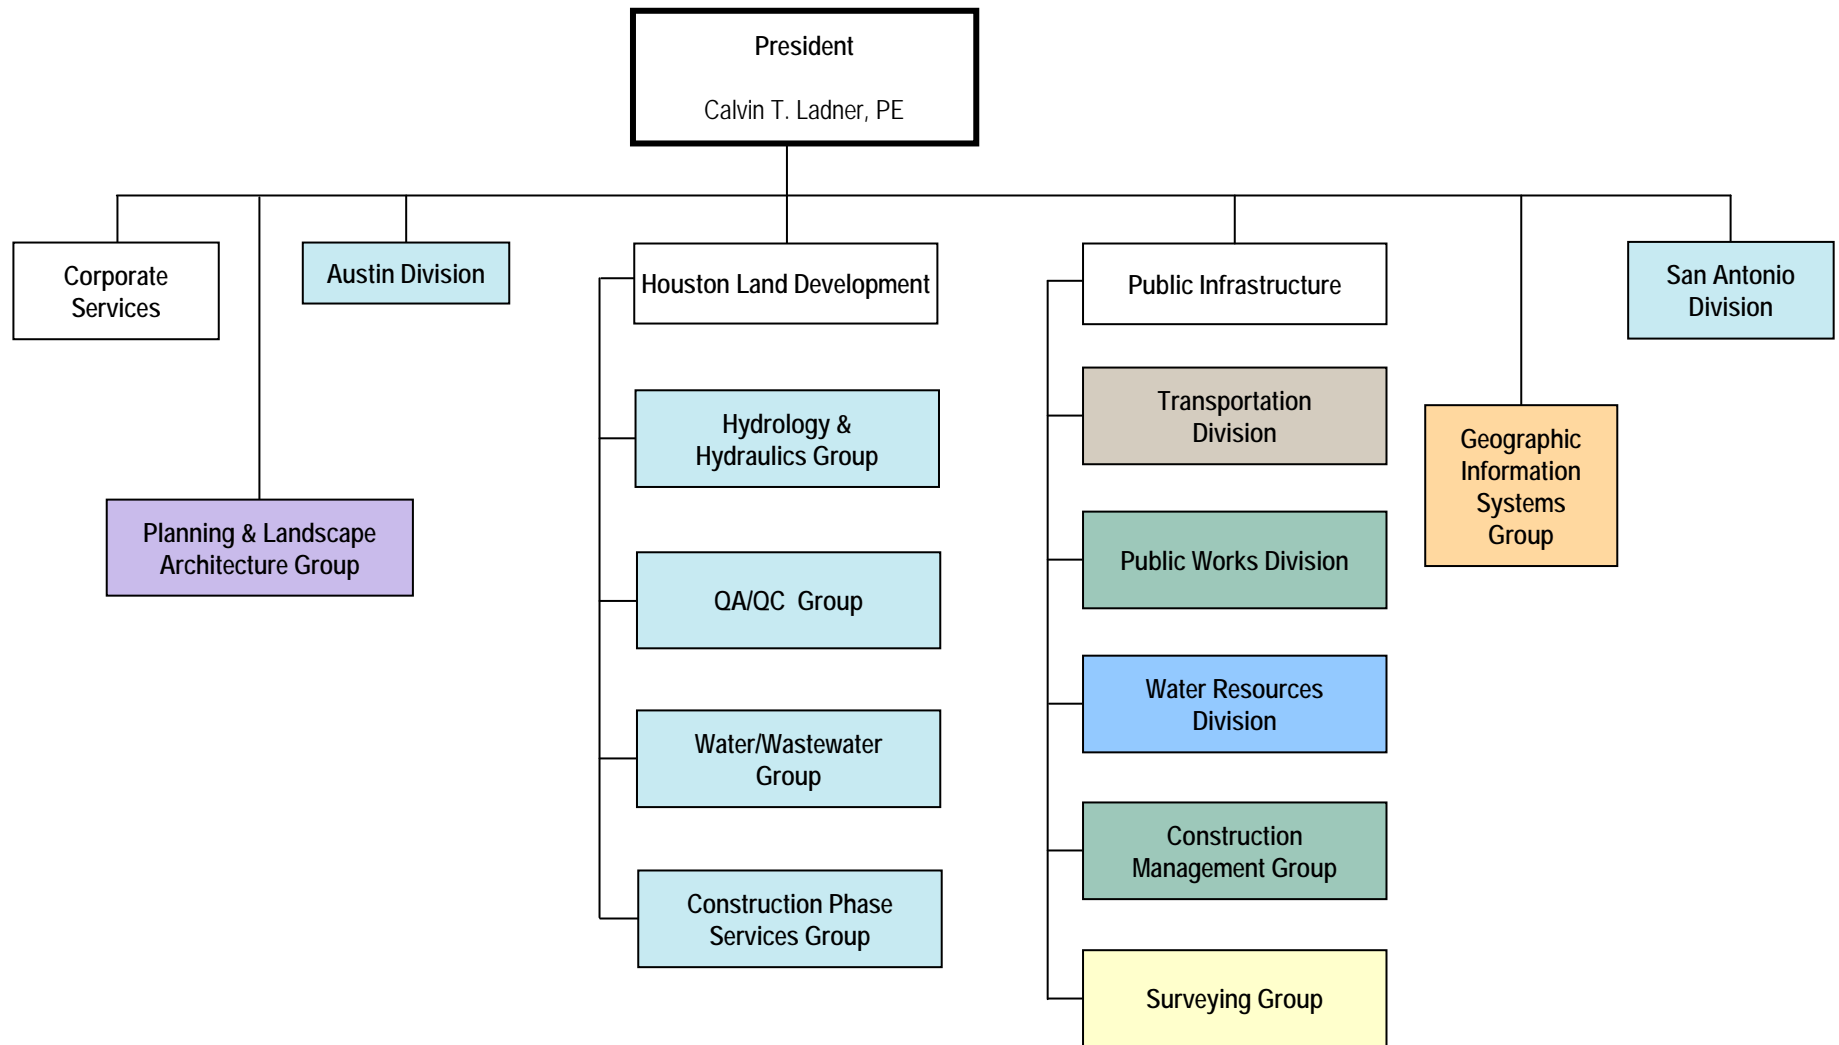 President
Calvin T. Ladner, PE
Corporate
Services
Austin Division
Houston Land Development
Public Infrastructure
San Antonio
Division
Planning & Landscape
Architecture Group
Hydrology &
Hydraulics Group
QA/QC  Group
Water/Wastewater
Group
Construction Phase
Services Group
Transportation
Division
Public Works Division
Water Resources
Division
Construction
Management Group
Surveying Group
Geographic
Information
Systems
Group